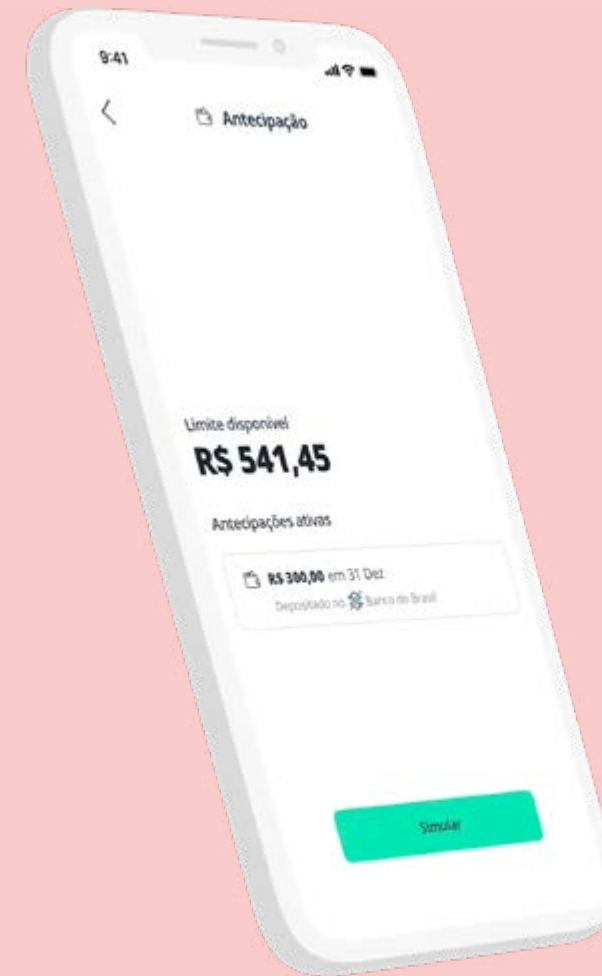 9:41
Antecipação
Limite disponível
R$ 541,45
Antecipações ativas
R$ 300,00 em 31 Dez
Depositado no Banco do Brasil
Simular